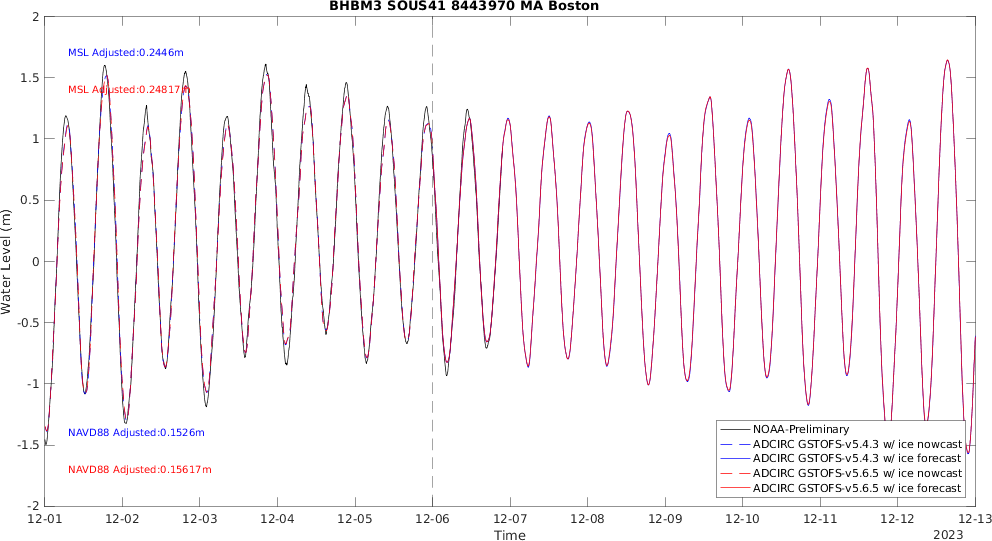 BHBM3 SOUS41 8443970 MA Boston
2
1.5
1
0.5
0
-0.5
-1
-1.5
-2
Water Level (m)
MSL Adjusted:0.2446m
MSL Adjusted:0.24817m
NAVD88 Adjusted:0.1526m
NAVD88 Adjusted:0.15617m
NOAA-Preliminary
ADCIRC GSTOFS-v5.4.3 w/ ice nowcast
ADCIRC GSTOFS-v5.4.3 w/ ice forecast
ADCIRC GSTOFS-v5.6.5 w/ ice nowcast
ADCIRC GSTOFS-v5.6.5 w/ ice forecast
12-01 12-02 12-03 12-04 12-05 12-06 12-07 12-08 12-09 12-10 12-11 12-12 12-13
Time
2023